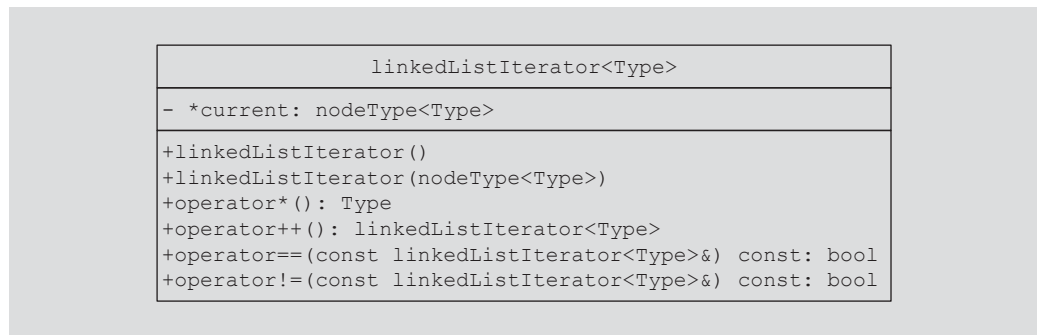 linkedListIterator<Type>
- *current: nodeType<Type>
+linkedListIterator()
+linkedListIterator(nodeType<Type>)
+operator*(): Type
+operator++(): linkedListIterator<Type>
+operator==(const linkedListIterator<Type>&) const: bool
+operator!=(const linkedListIterator<Type>&) const: bool